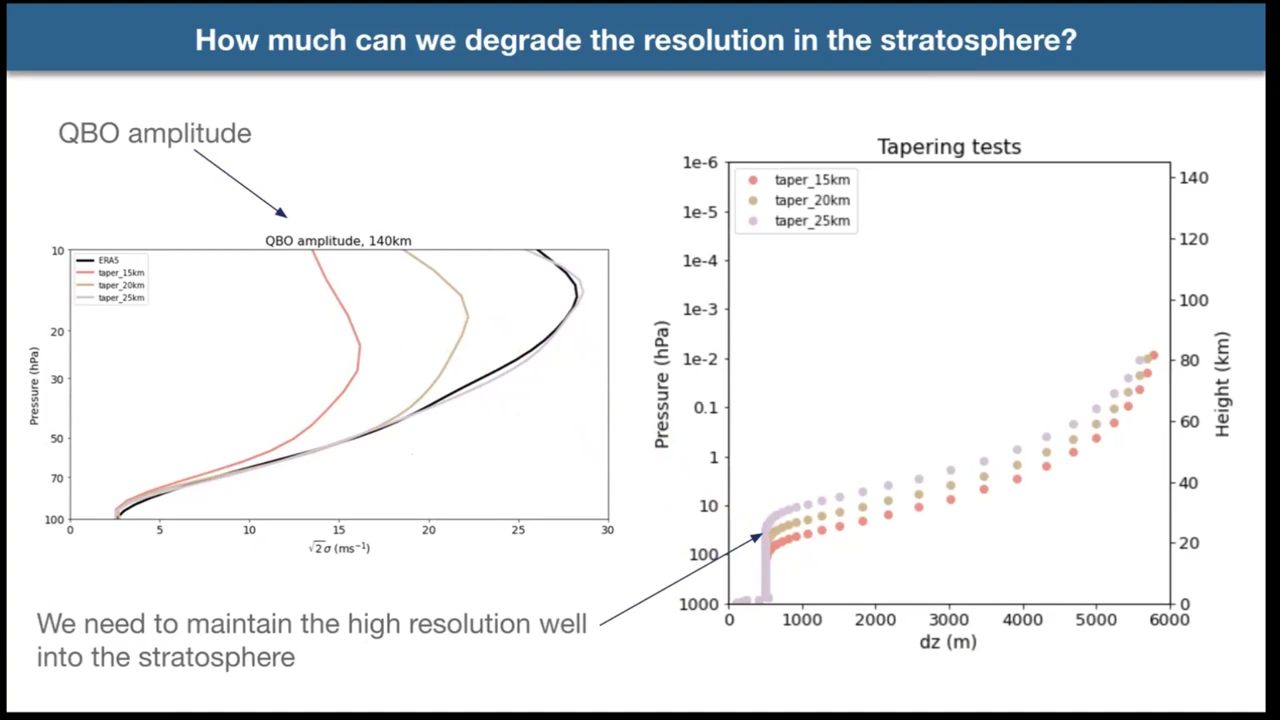 How much can we degrade the resolution in the stratosphere?
QBO amplitude
QBO amplitude, 140km
10
20
30
50
70
100
Pressure (hPa)
ERA5
taper_15km
taper_20km
taper_25km
0
5
10
15
20
25
30
√2σ (ms⁻¹)
We need to maintain the high resolution well
into the stratosphere
Tapering tests
1e-6
1e-5
1e-4
1e-3
1e-2
0.1
1
10
100
1000
Pressure (hPa)
taper_15km
taper_20km
taper_25km
140
120
100
80
60
40
20
0
Height (km)
0
1000
2000
3000
4000
5000
6000
dz (m)